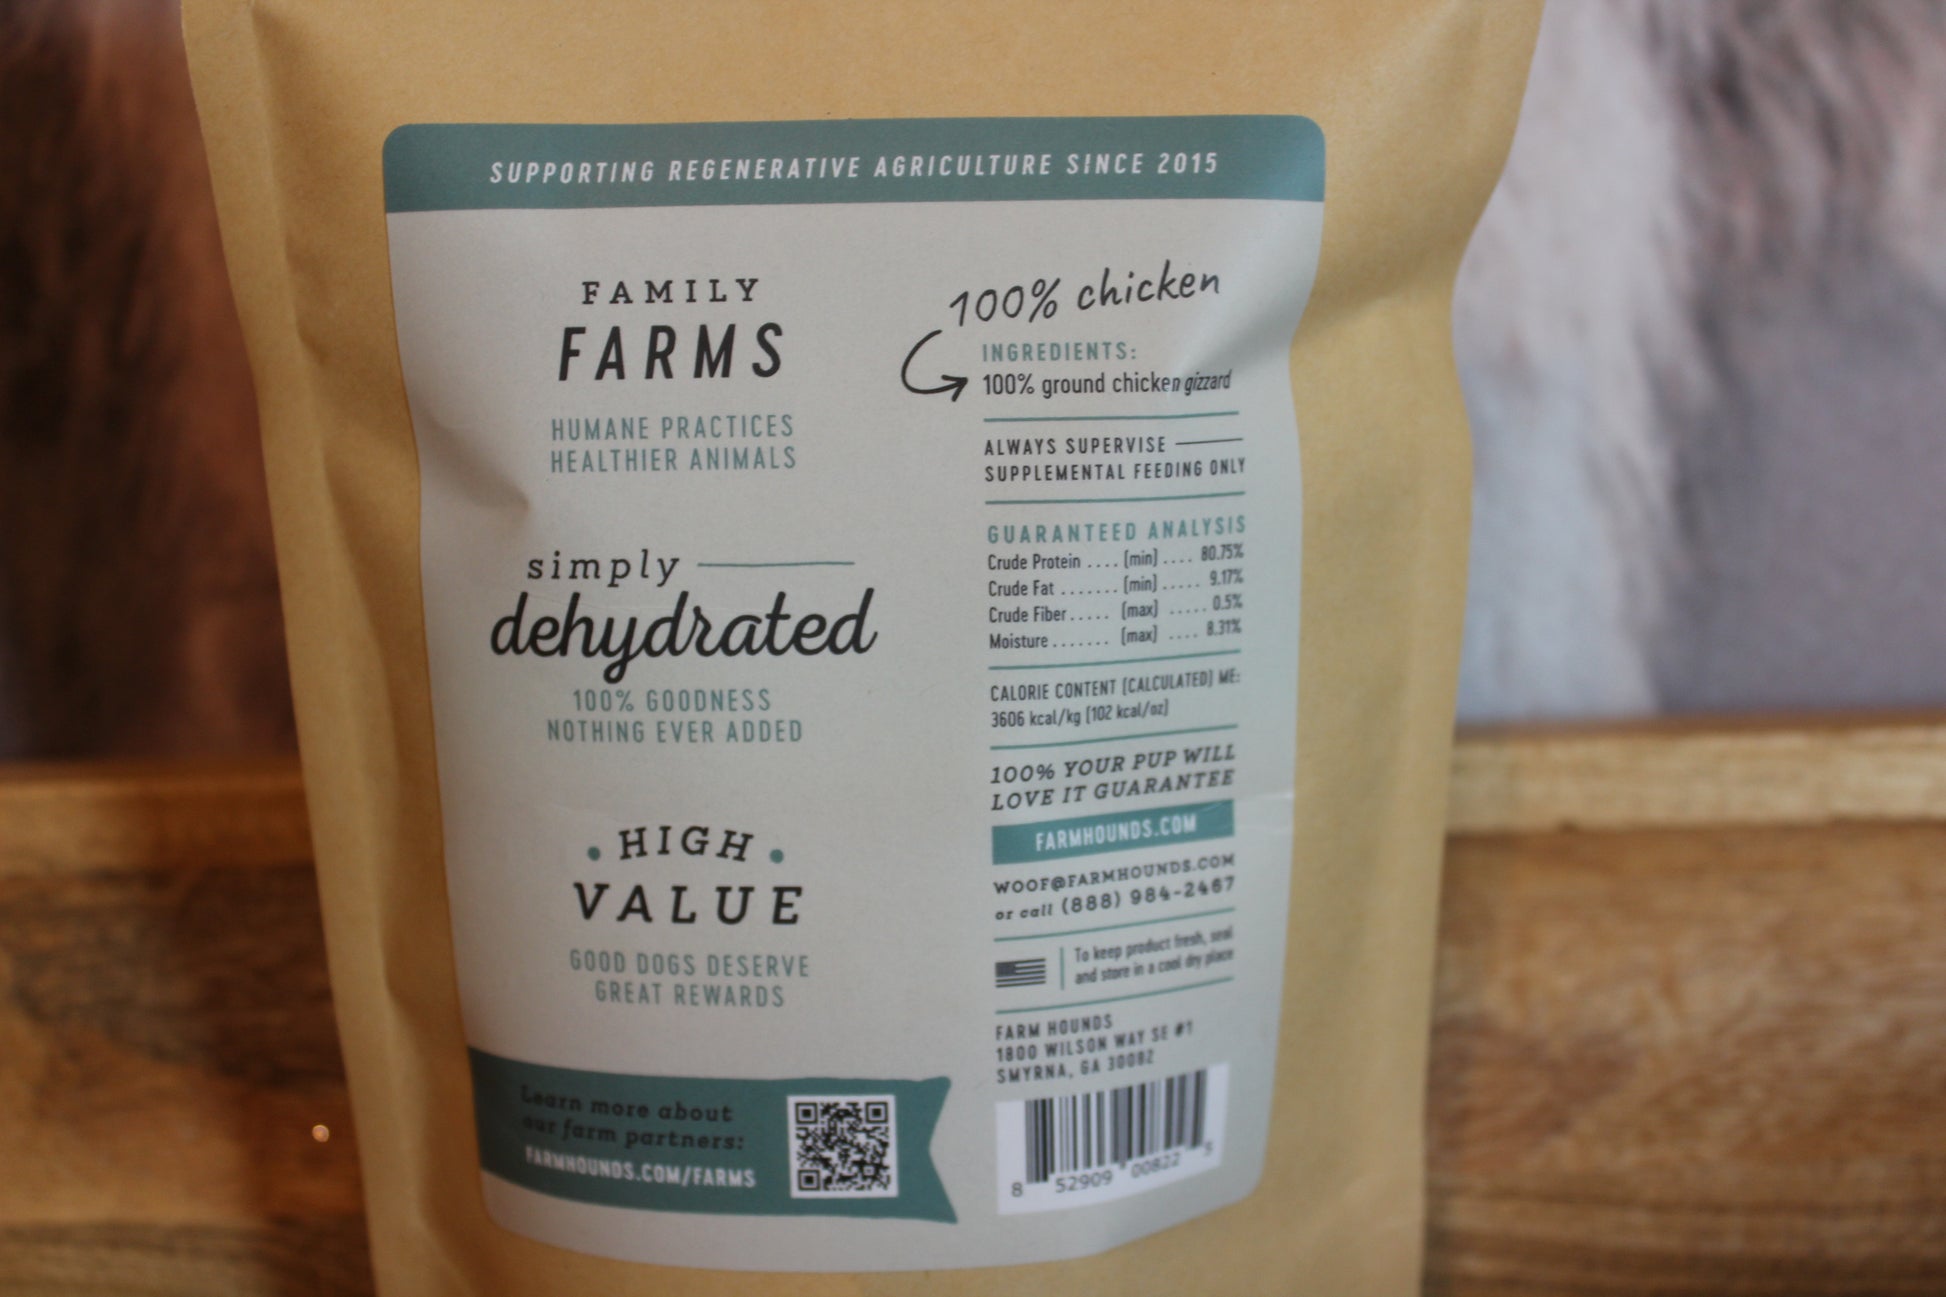 SUPPORTING REGENERATIVE AGRICULTURE SINCE 2015
FAMILY
FARMS
HUMANE PRACTICES
HEALTHIER ANIMALS
simply
dehydrated
100% GOODNESS
NOTHING EVER ADDED
HIGH
VALUE
GOOD DOGS DESERVE
GREAT REWARDS
Learn more about
our farm partners:
FARMHOUNDS.COM/FARMS
100% chicken
INGREDIENTS:
100% ground chicken gizzard
ALWAYS SUPERVISE
SUPPLEMENTAL FEEDING ONLY
GUARANTEED ANALYSIS
Crude Protein .... (min) .... 80.75%
Crude Fat ....... (min) ..... 9.17%
Crude Fiber ..... (max) ..... 0.5%
Moisture ....... (max) .... 8.31%
CALORIE CONTENT (CALCULATED) ME:
3606 kcal/kg (102 kcal/oz)
100% YOUR PUP WILL
LOVE IT GUARANTEE
FARMHOUNDS.COM
WOOF@FARMHOUNDS.COM
or call (888) 984-2467
To keep product fresh, seal
and store in a cool dry place
FARM HOUNDS
1800 WILSON WAY SE #1
SMYRNA, GA 30082
8 52909 00822 5